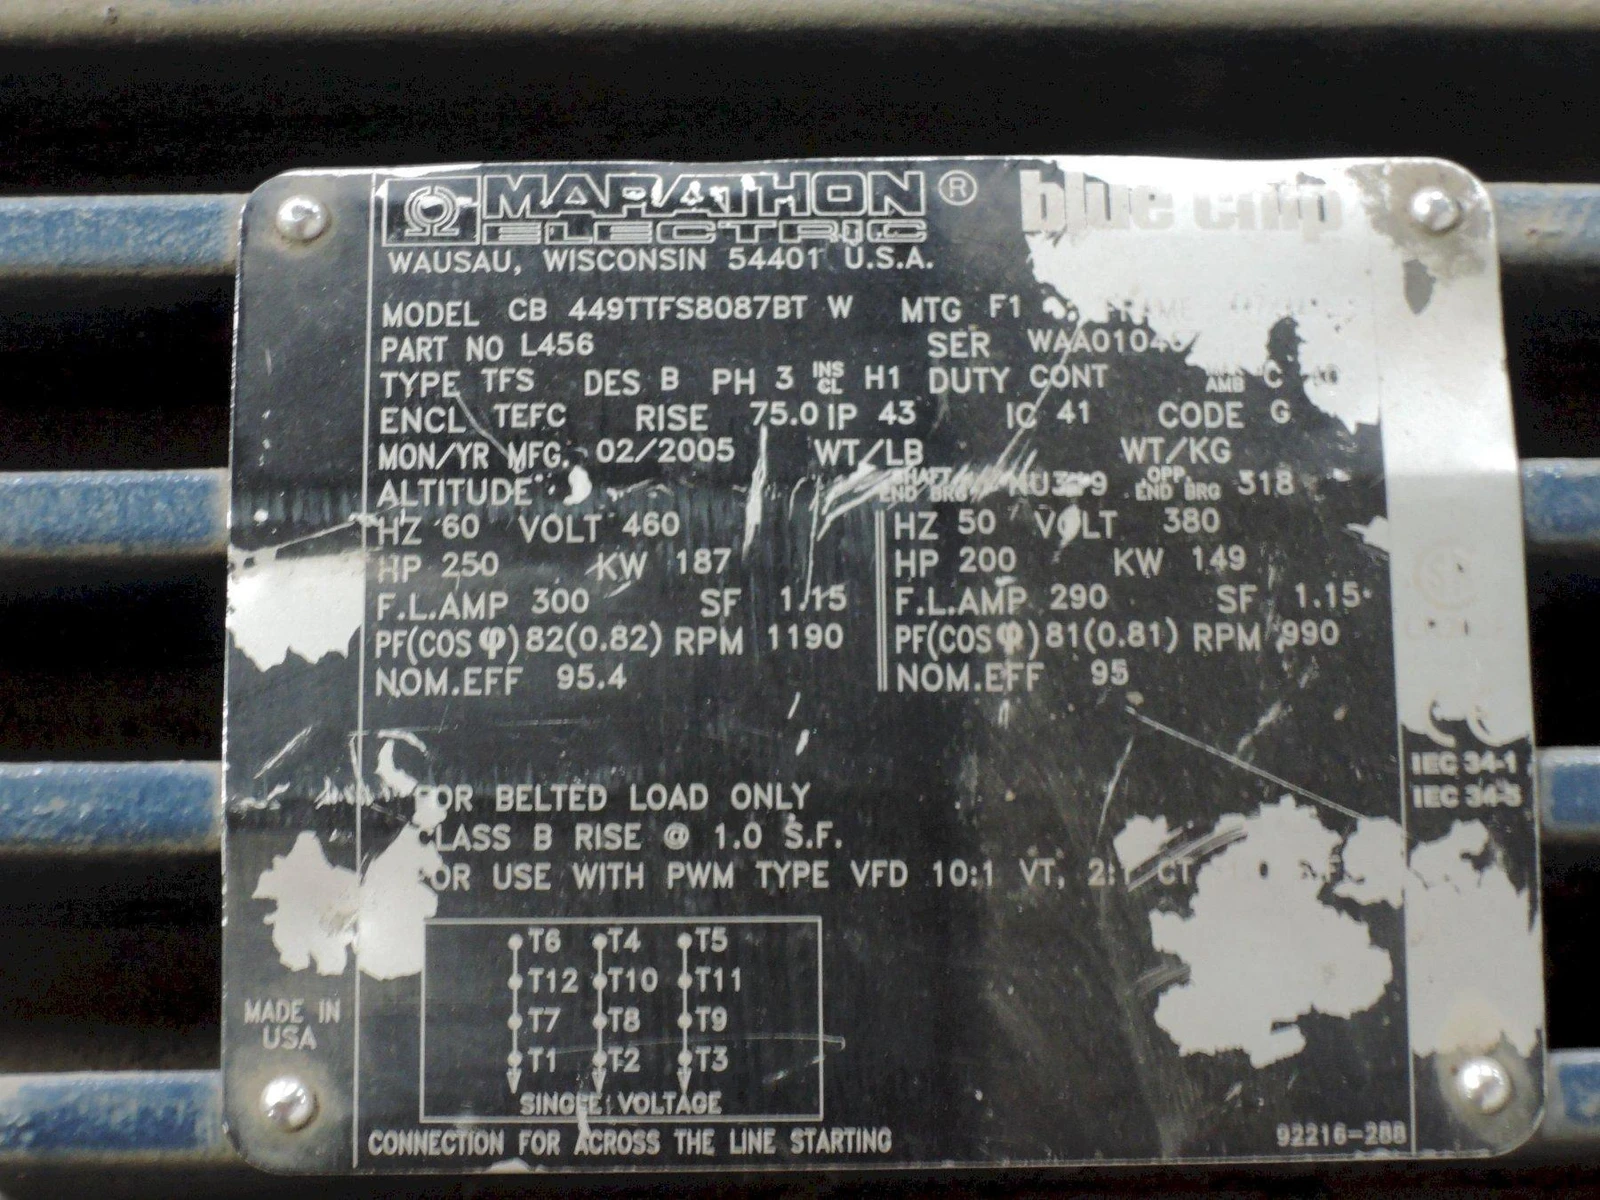 MARATHON ® blue chip
ELECTRIC
WAUSAU, WISCONSIN 54401 U.S.A.
MODEL CB 449TTFS8087BT W MTG F1 FRAME
PART NO L456 SER
TYPE TFS DES B PH 3 INS CL H1 DUTY CONT AMB C
ENCL TEFC RISE 75.0 IP 43 IC 41 CODE G
MON/YR MFG. 02/2005 WT/LB WT/KG
ALTITUDE SHAFT END BRG OPP END BRG 318
HZ 60 VOLT 460 HZ 50 VOLT 380
HP 250 KW 187 HP 200 KW 149
F.L.AMP 300 SF 1.15 F.L.AMP 290 SF 1.15
PF(COS φ) 82(0.82) RPM 1190 PF(COS φ) 81(0.81) RPM 990
NOM.EFF 95.4 NOM.EFF 95
IEC 34-1
IEC 34-5
FOR BELTED LOAD ONLY
CLASS B RISE @ 1.0 S.F.
FOR USE WITH PWM TYPE VFD 10:1 VT, 2:1 CT
T6 T4 T5
T12 T10 T11
T7 T8 T9
T1 T2 T3
SINGLE VOLTAGE
MADE IN
USA
CONNECTION FOR ACROSS THE LINE STARTING
92216-288